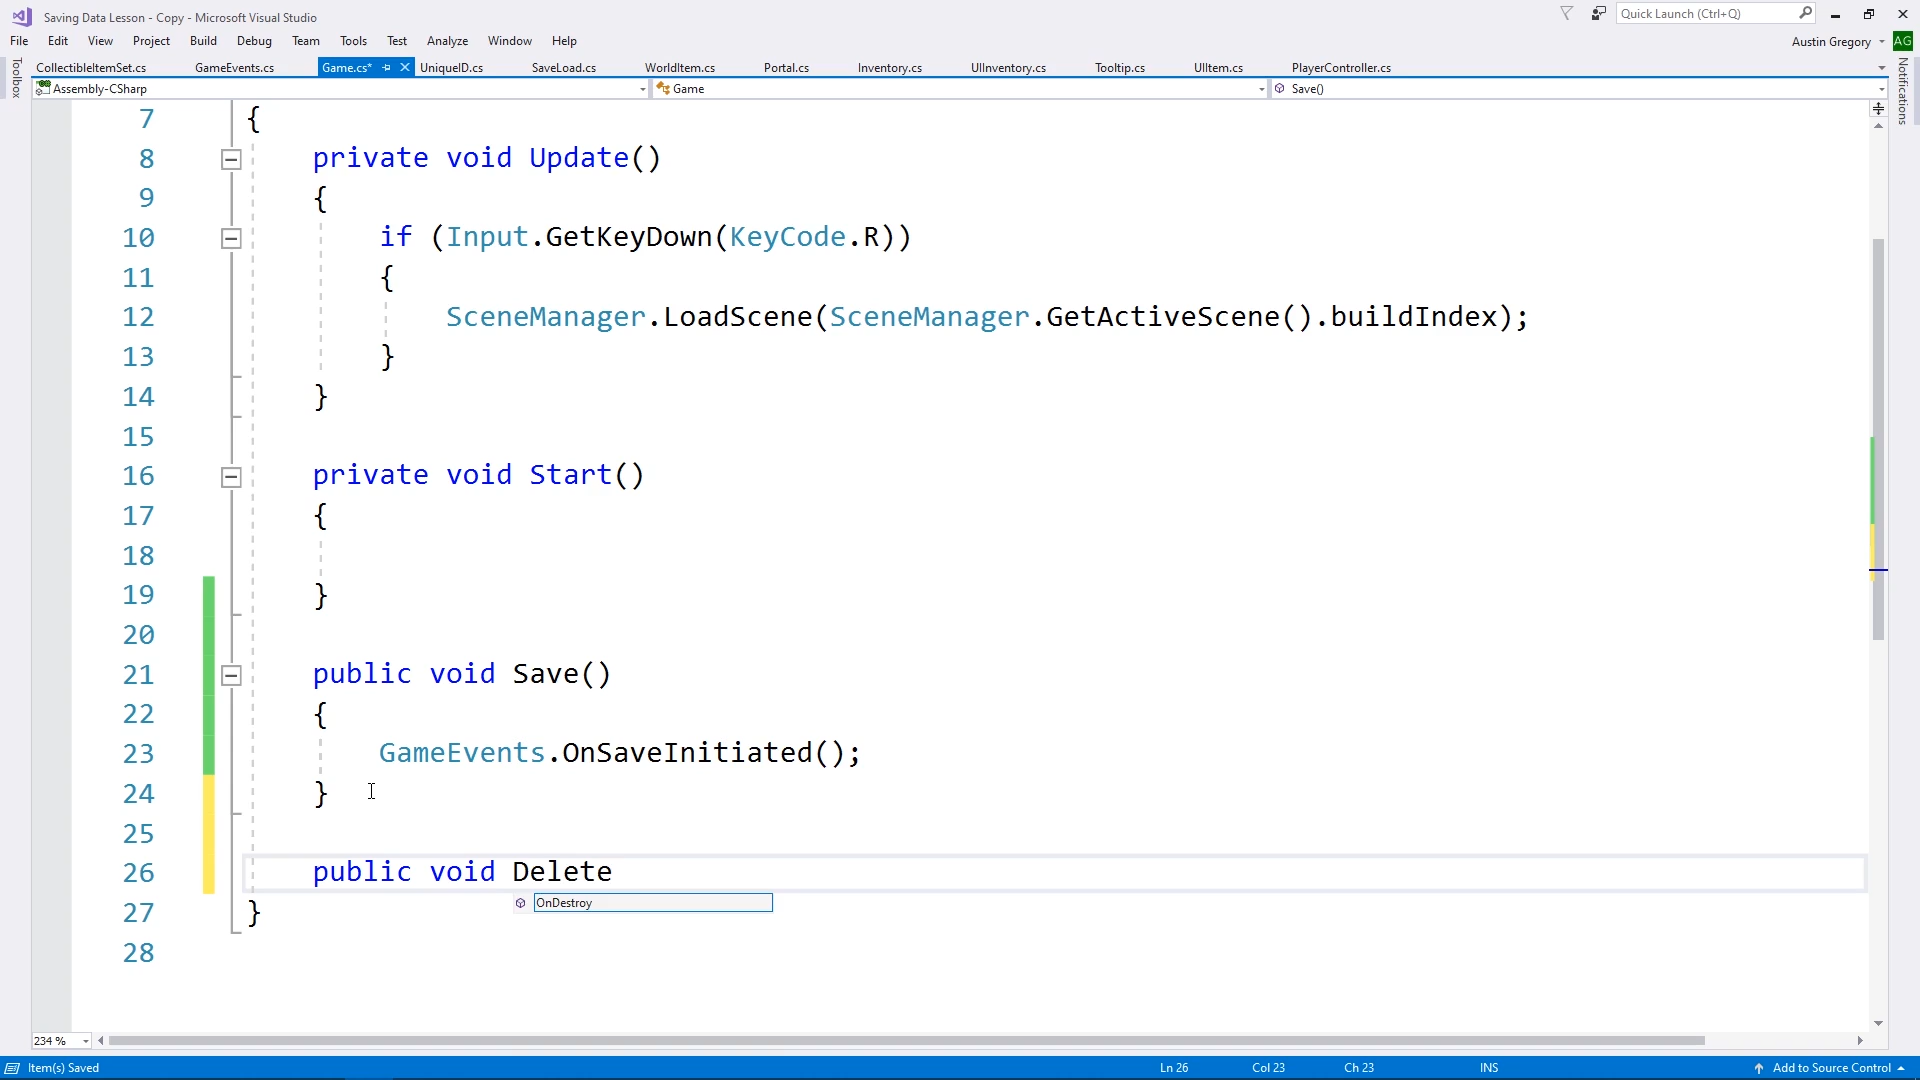 Saving Data Lesson - Copy - Microsoft Visual Studio
Quick Launch (Ctrl+Q)
File Edit View Project Build Debug Team Tools Test Analyze Window Help
Austin Gregory AG
Toolbox
CollectibleItemSet.cs GameEvents.cs Game.cs* UniqueID.cs SaveLoad.cs WorldItem.cs Portal.cs Inventory.cs UIInventory.cs Tooltip.cs UIItem.cs PlayerController.cs
Notifications
Assembly-CSharp Game Save()
7 {
8 private void Update()
9 {
10 if (Input.GetKeyDown(KeyCode.R))
11 {
12 SceneManager.LoadScene(SceneManager.GetActiveScene().buildIndex);
13 }
14 }
15
16 private void Start()
17 {
18
19 }
20
21 public void Save()
22 {
23 GameEvents.OnSaveInitiated();
24 }
25
26 public void Delete
OnDestroy
27 }
28
234 %
Item(s) Saved Ln 26 Col 23 Ch 23 INS Add to Source Control